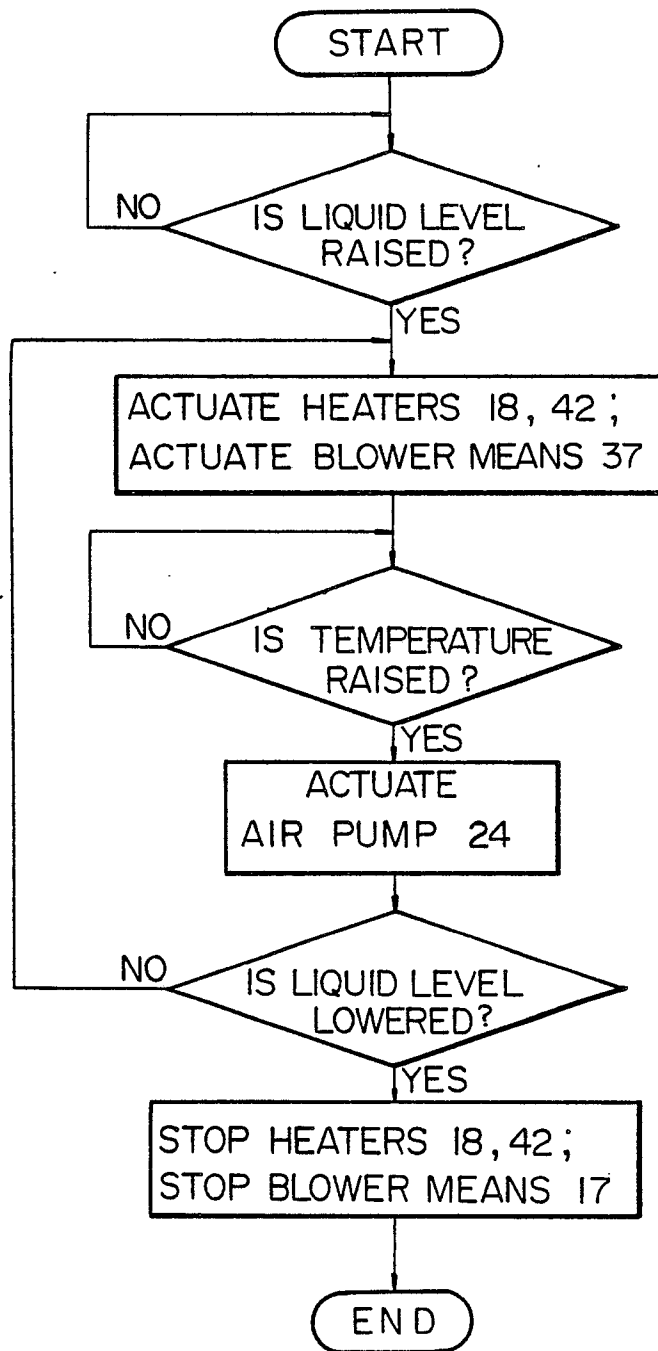 START
NO
IS LIQUID LEVEL
RAISED?
YES
ACTUATE HEATERS 18, 42;
ACTUATE BLOWER MEANS 37
NO
IS TEMPERATURE
RAISED?
YES
ACTUATE
AIR PUMP 24
NO
IS LIQUID LEVEL
LOWERED?
YES
STOP HEATERS 18, 42;
STOP BLOWER MEANS 17
END